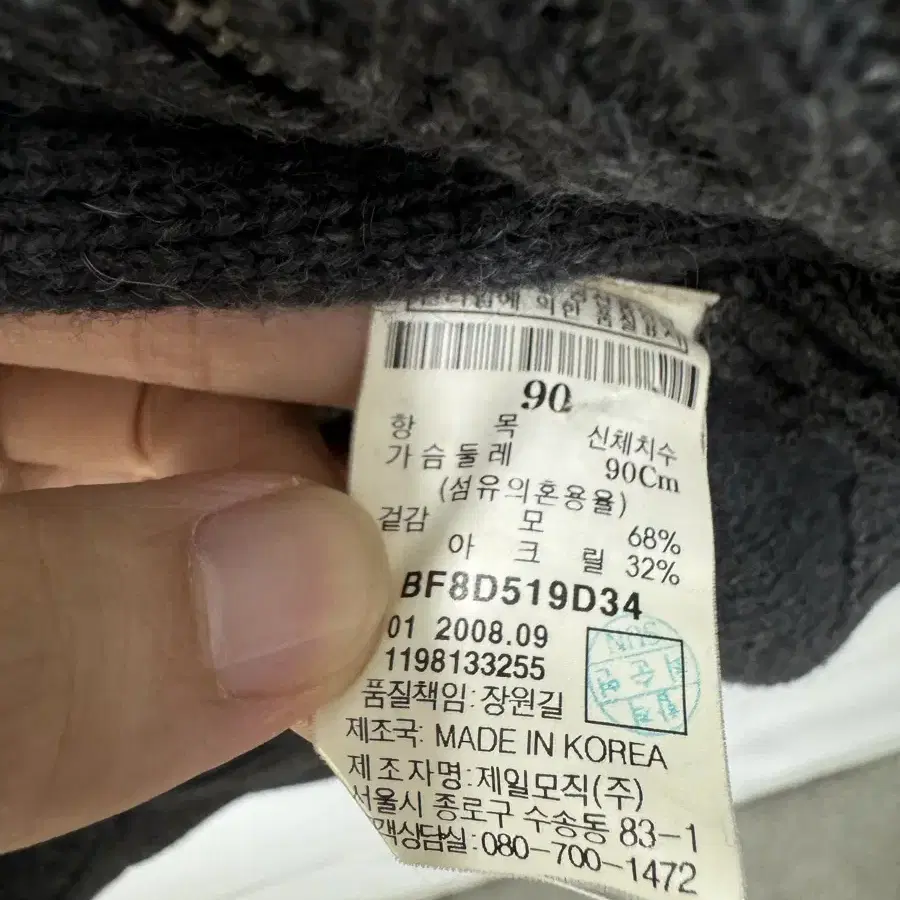 90
항 목 신체치수
가슴둘레 90Cm
(섬유의혼용율)
겉감 모 68%
아크릴 32%
BF8D519D34
01 2008.09
1198133255
품질책임:장원길
제조국: MADE IN KOREA
제조자명:제일모직(주)
서울시 종로구 수송동 83-1
객상담실:080-700-1472